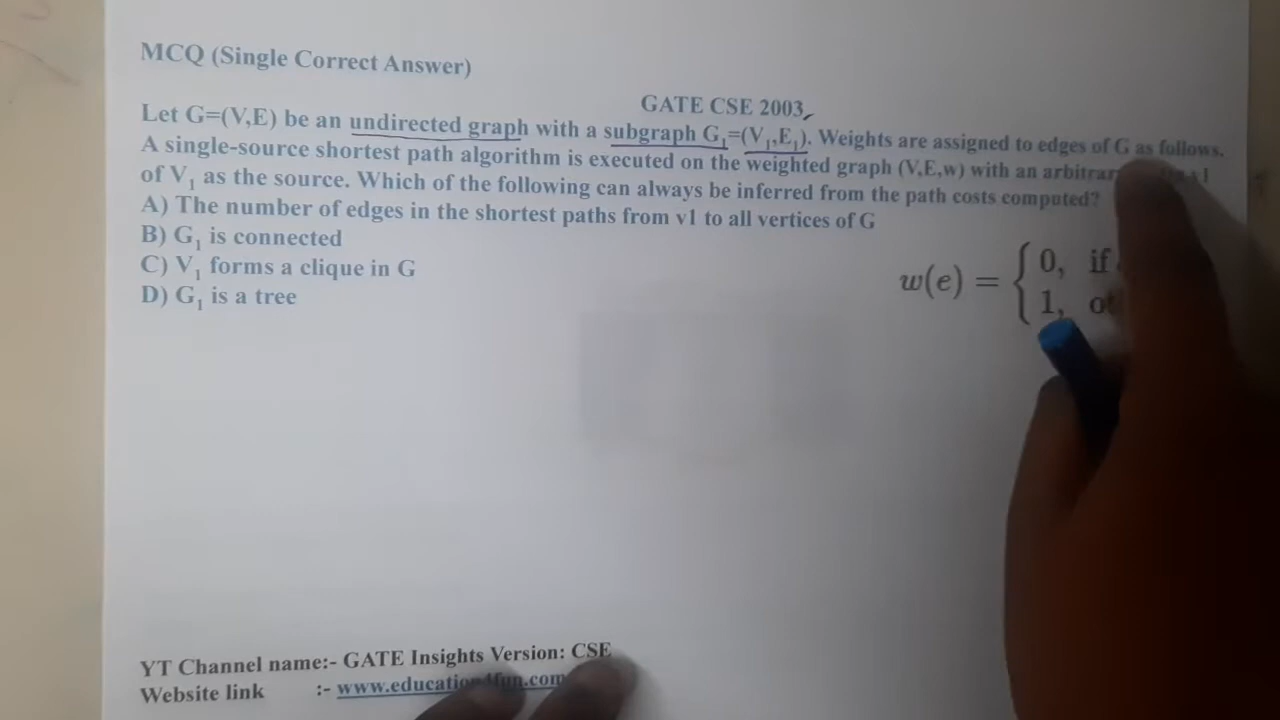 MCQ (Single Correct Answer)
GATE CSE 2003
Let G=(V,E) be an undirected graph with a subgraph G₁=(V₁,E₁). Weights are assigned to edges of G as follows.
A single-source shortest path algorithm is executed on the weighted graph (V,E,w) with an
of V₁ as the source. Which of the following can always be inferred from the path costs computed?
A) The number of edges in the shortest paths from v1 to all vertices of G
B) G₁ is connected
C) V₁ forms a clique in G
D) G₁ is a tree
w(e) = { 0, if
1,
YT Channel name:- GATE Insights Version: CSE
Website link :- www.education4fun.com